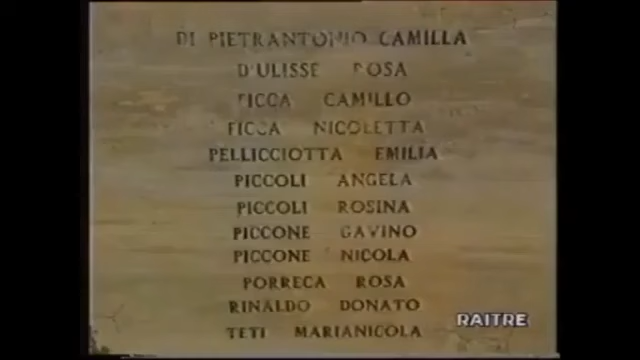 DI PIETRANTONIO CAMILLA
D'ULISSE ROSA
FICCA CAMILLO
FICCA NICOLETTA
PELLICCIOTTA EMILIA
PICCOLI ANGELA
PICCOLI ROSINA
PICCONE GAVINO
PICCONE NICOLA
PORRECA ROSA
RINALDO DONATO
TETI MARIANICOLA
RAITRE